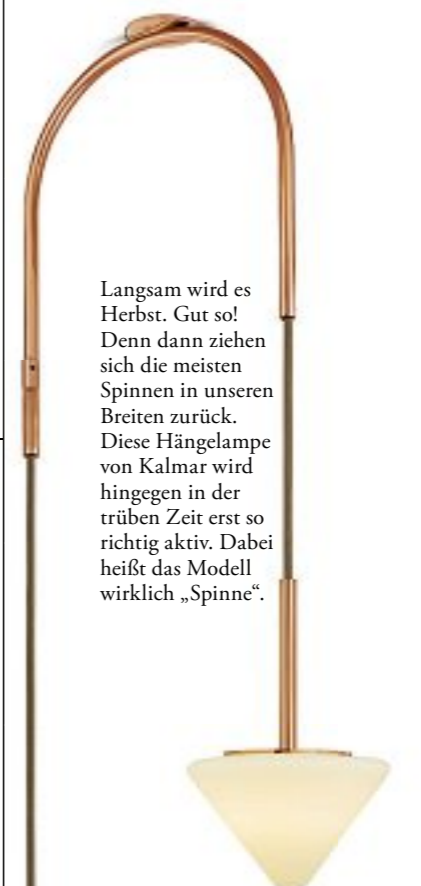 Langsam wird es
Herbst. Gut so!
Denn dann ziehen
sich die meisten
Spinnen in unseren
Breiten zurück.
Diese Hängelampe
von Kalmar wird
hingegen in der
trüben Zeit erst so
richtig aktiv. Dabei
heißt das Modell
wirklich „Spinne“.